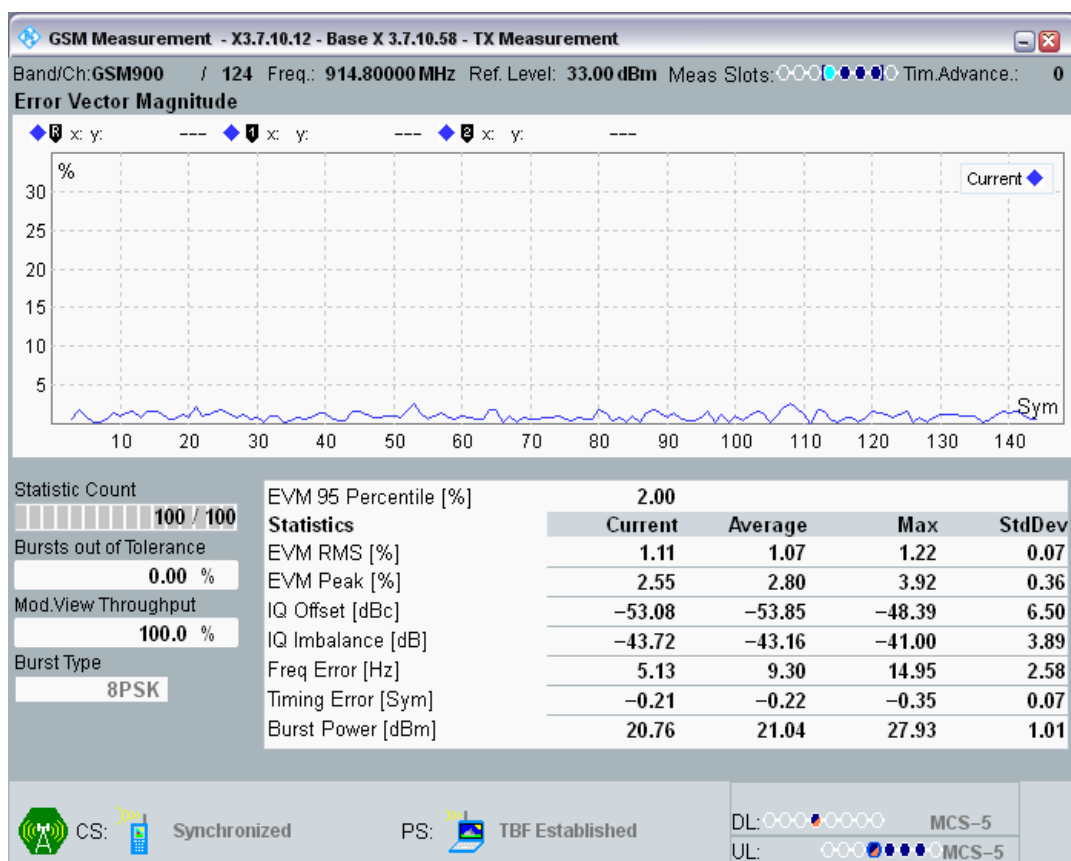 GSM Measurement - X3.7.10.12 - Base X 3.7.10.58 - TX Measurement
Band/Ch:GSM900 / 124 Freq.: 914.80000 MHz Ref. Level: 33.00 dBm Meas Slots: Tim.Advance.: 0
Error Vector Magnitude
R x: y: --- 1 x: y: --- 2 x: y: ---
%
Current
30
25
20
15
10
5
Sym
10 20 30 40 50 60 70 80 90 100 110 120 130 140
Statistic Count
100 / 100
Bursts out of Tolerance
0.00 %
Mod.View Throughput
100.0 %
Burst Type
8PSK
EVM 95 Percentile [%] 2.00
Statistics Current Average Max StdDev
EVM RMS [%] 1.11 1.07 1.22 0.07
EVM Peak [%] 2.55 2.80 3.92 0.36
IQ Offset [dBc] −53.08 −53.85 −48.39 6.50
IQ Imbalance [dB] −43.72 −43.16 −41.00 3.89
Freq Error [Hz] 5.13 9.30 14.95 2.58
Timing Error [Sym] −0.21 −0.22 −0.35 0.07
Burst Power [dBm] 20.76 21.04 27.93 1.01
CS: Synchronized PS: TBF Established
DL: MCS−5
UL: MCS−5